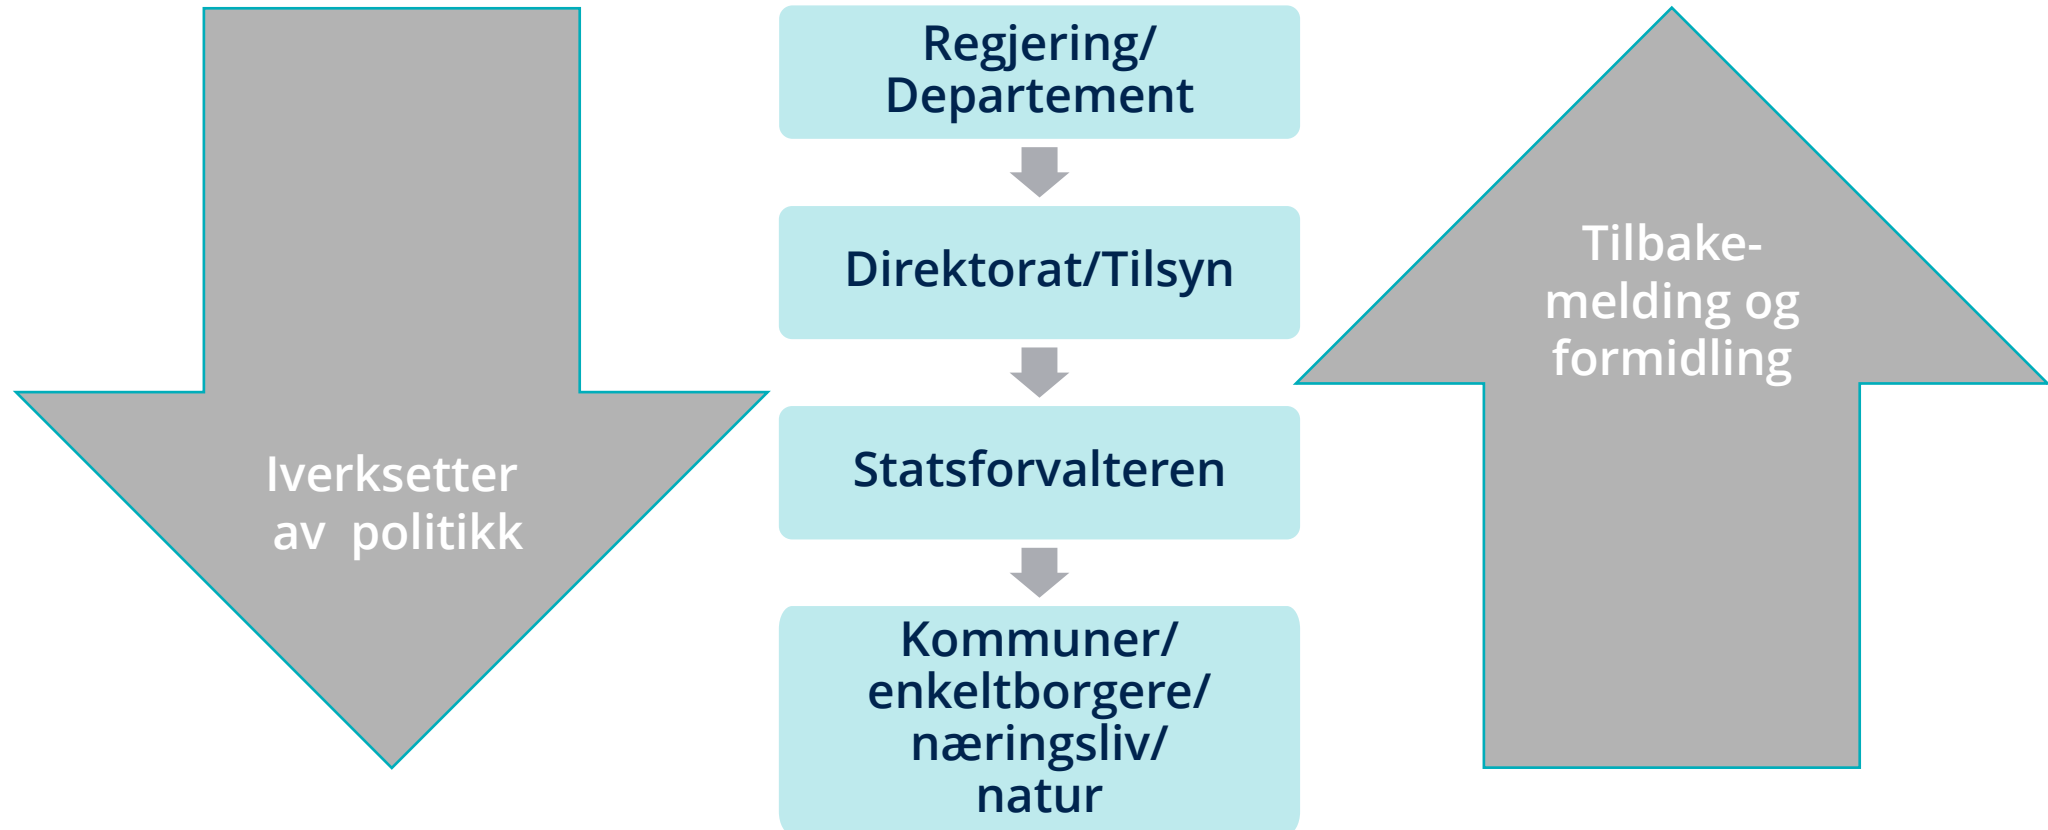 Iverksetter
av politikk
Regjering/
Departement
Direktorat/Tilsyn
Statsforvalteren
Kommuner/
enkeltborgere/
næringsliv/
natur
Tilbake-
melding og
formidling